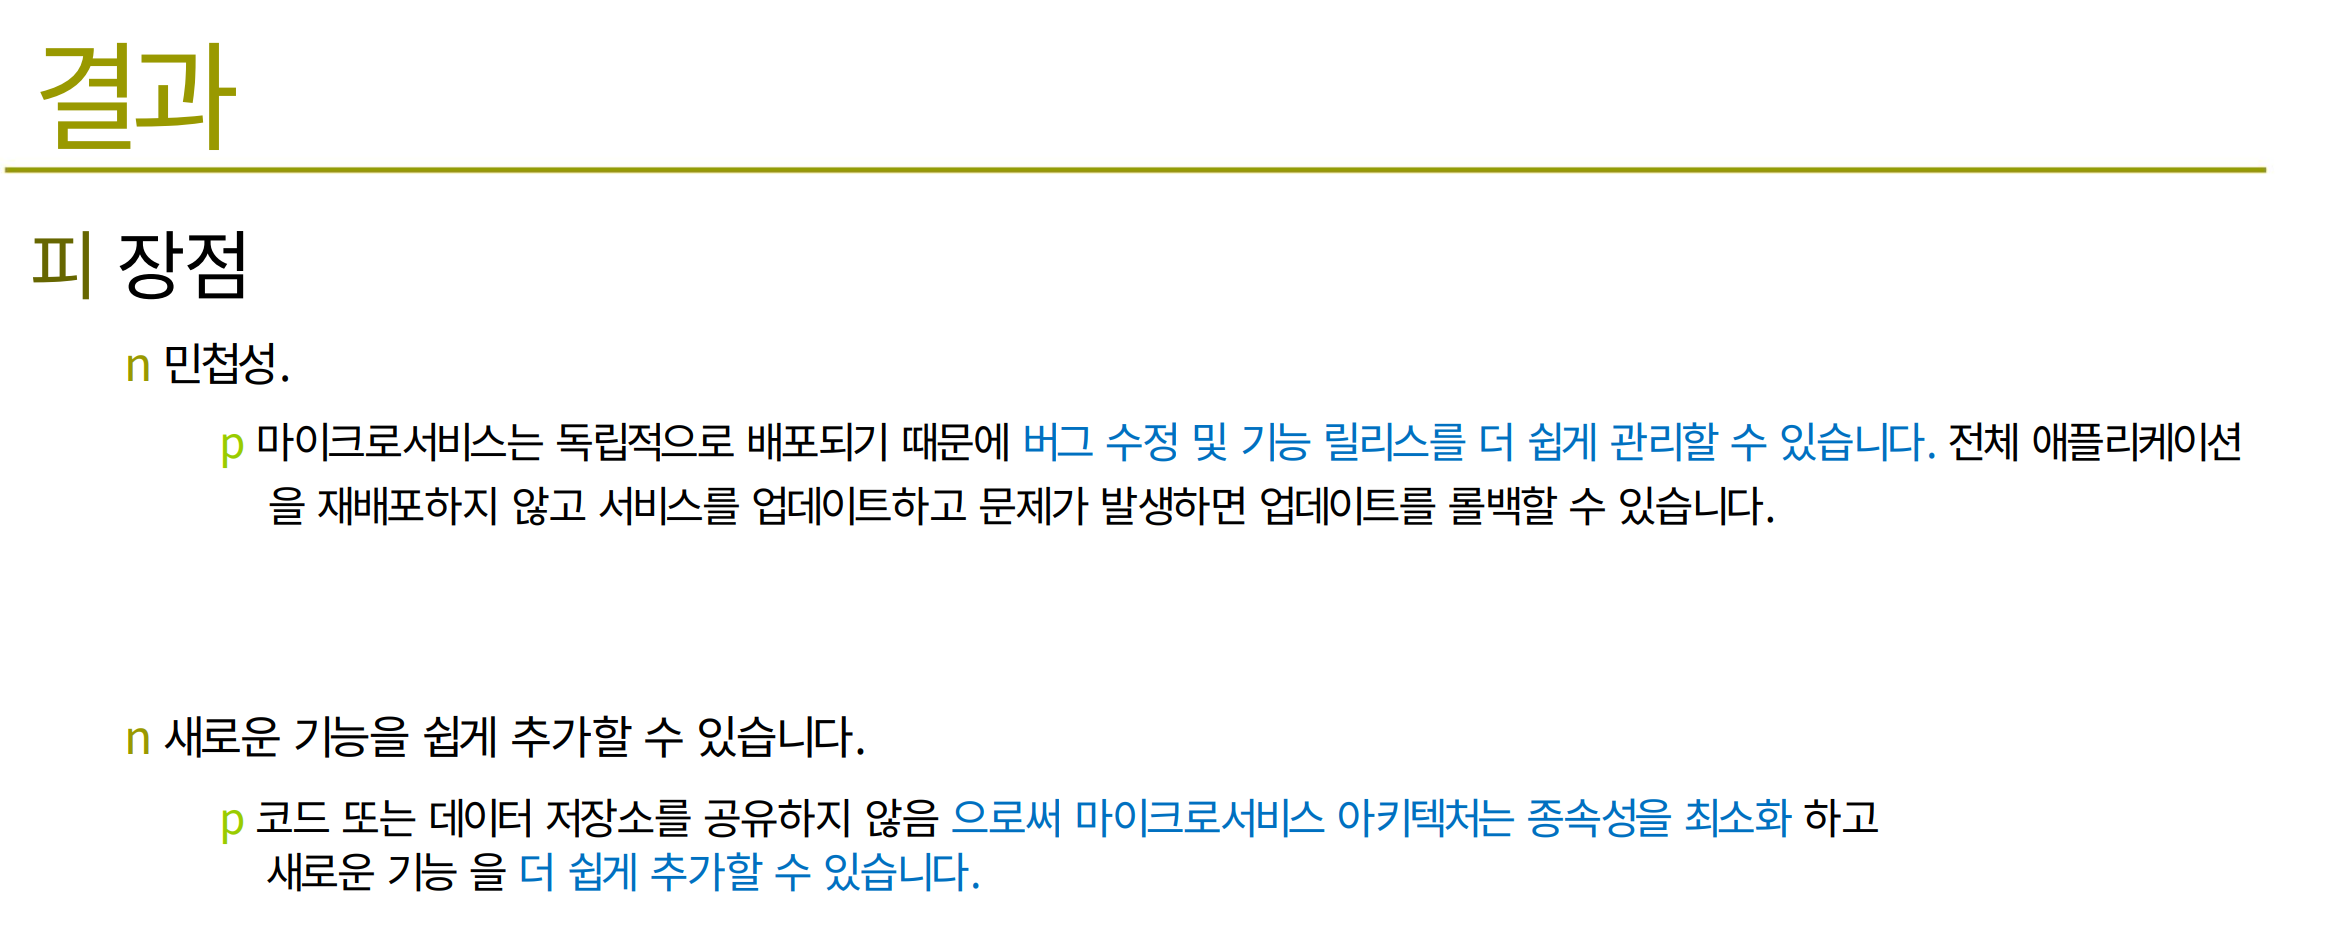 결과
피 장점
n 민첩성.
p 마이크로서비스는 독립적으로 배포되기 때문에 버그 수정 및 기능 릴리스를 더 쉽게 관리할 수 있습니다. 전체 애플리케이션
을 재배포하지 않고 서비스를 업데이트하고 문제가 발생하면 업데이트를 롤백할 수 있습니다.
n 새로운 기능을 쉽게 추가할 수 있습니다.
p 코드 또는 데이터 저장소를 공유하지 않음 으로써 마이크로서비스 아키텍처는 종속성을 최소화 하고
새로운 기능 을 더 쉽게 추가할 수 있습니다.